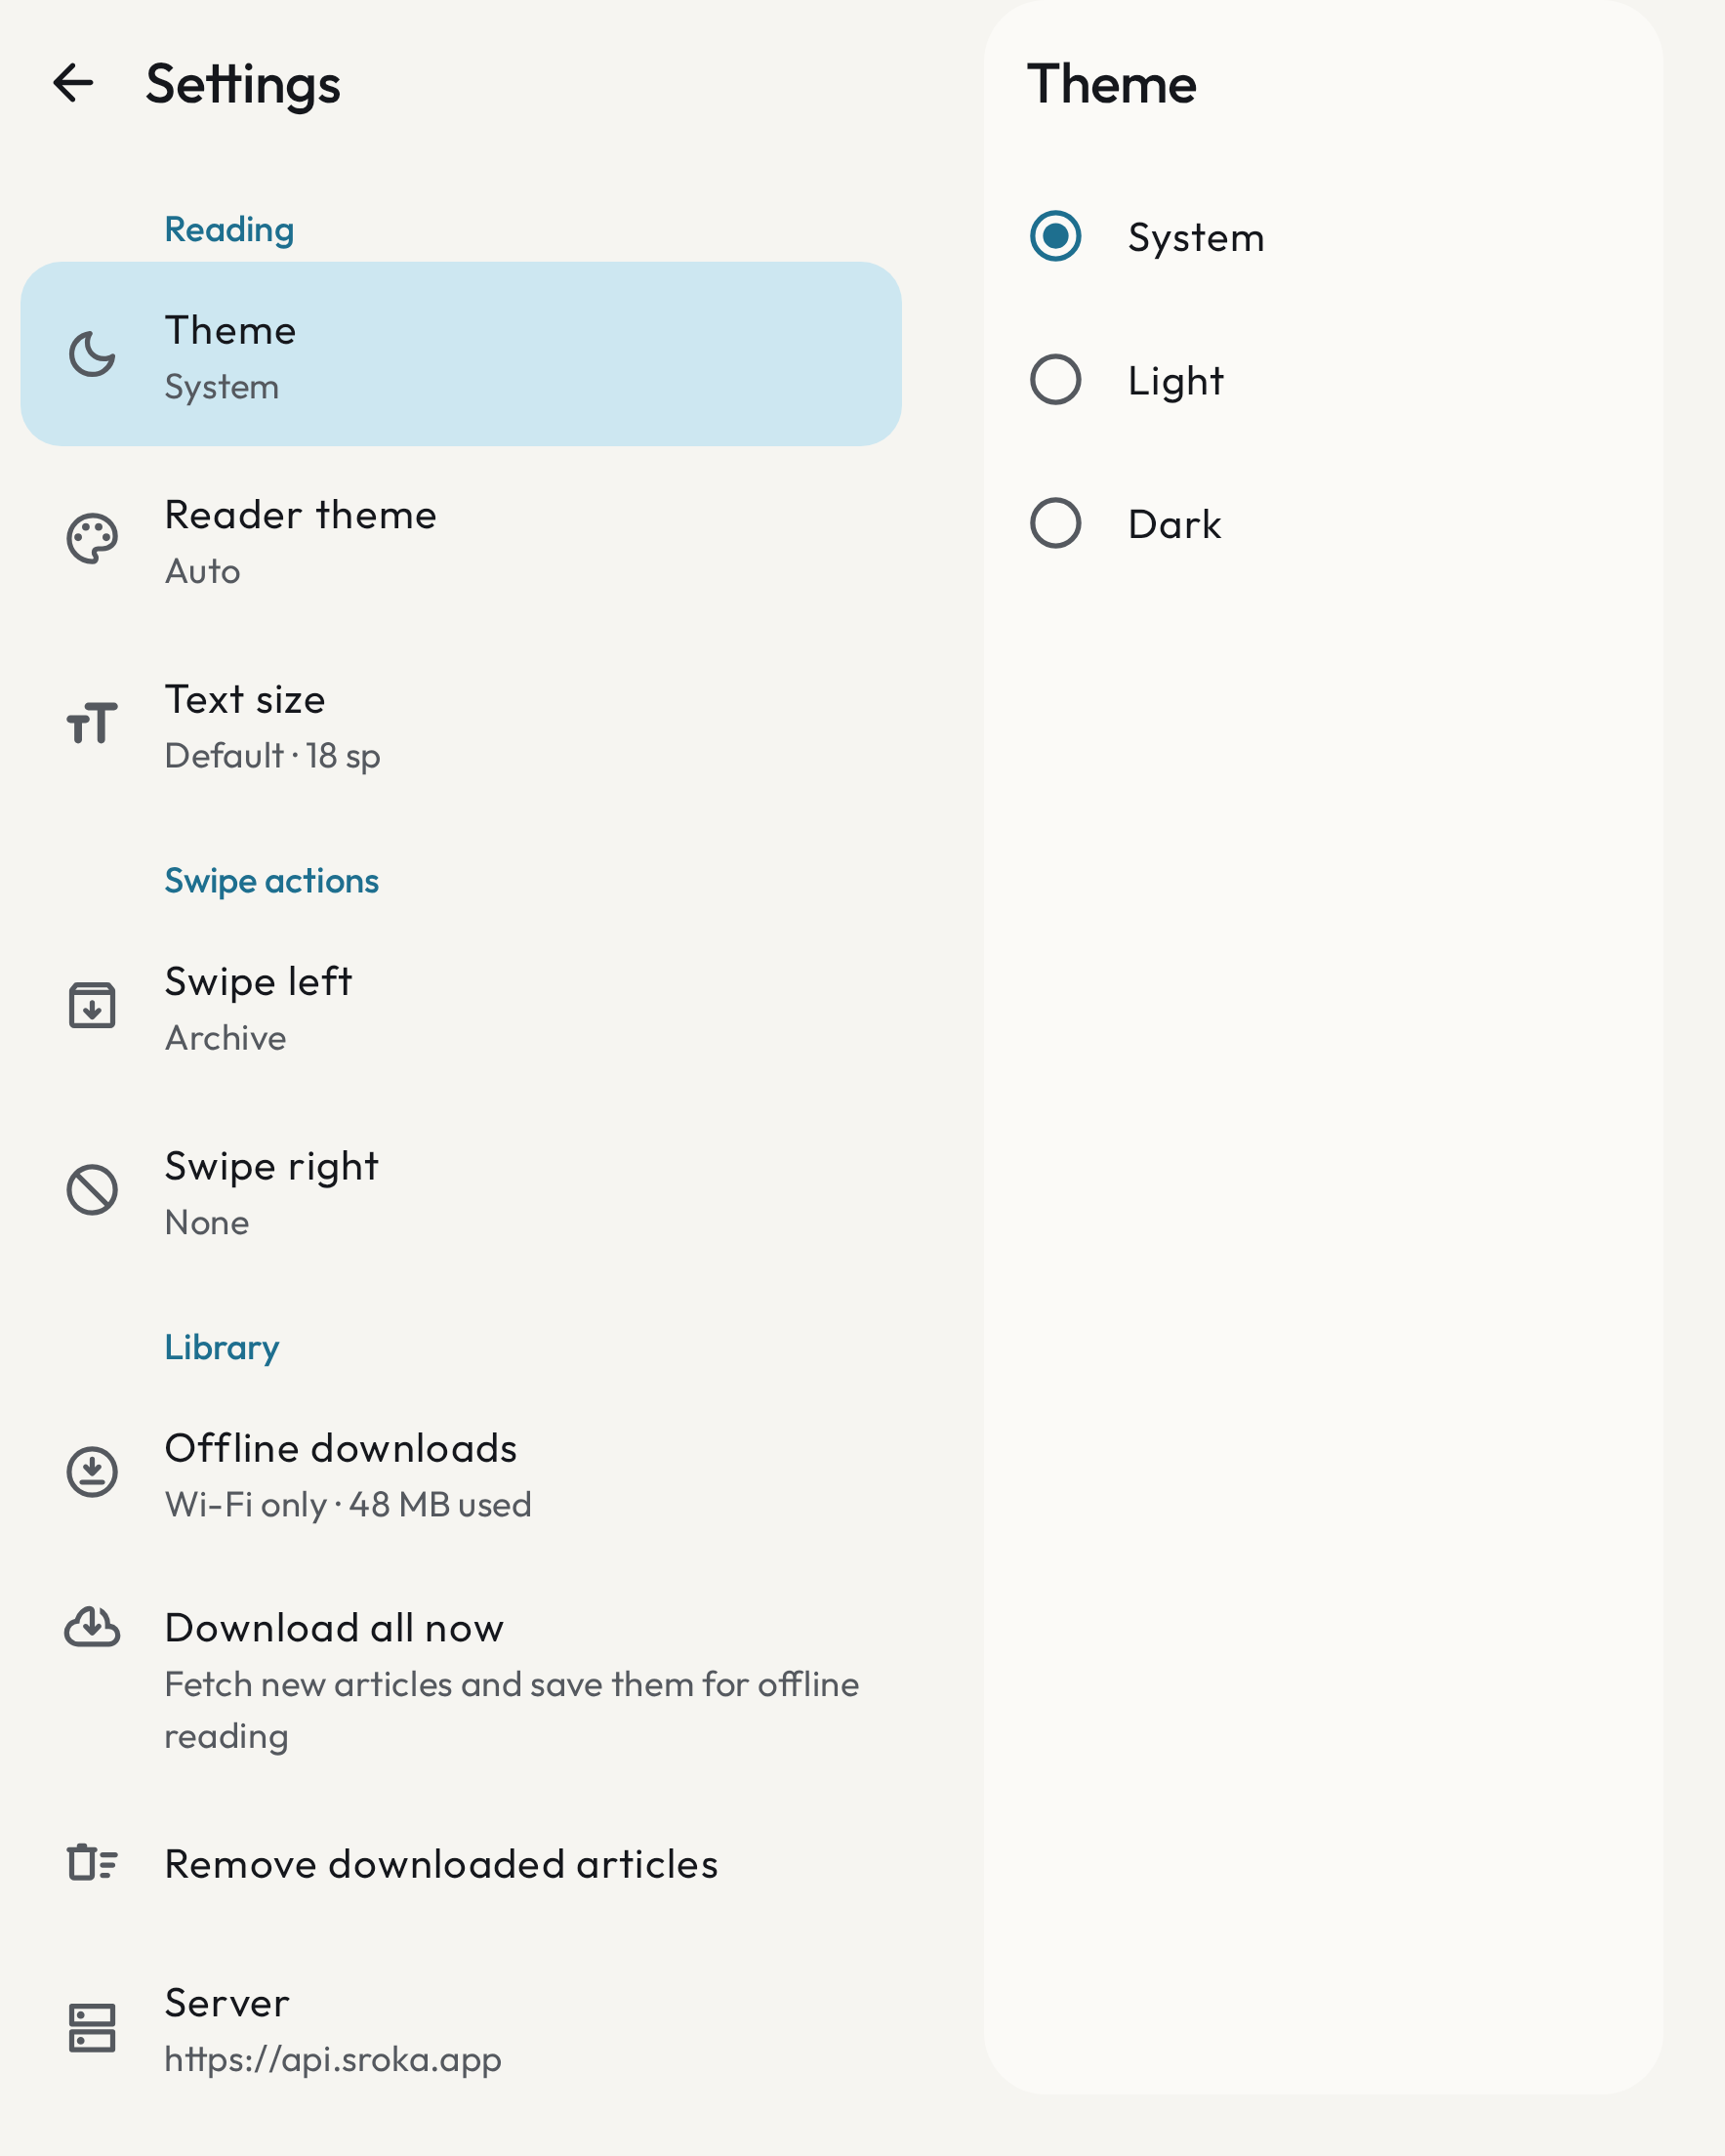 Settings
Reading
Theme
System
Reader theme
Auto
Text size
Default · 18 sp
Swipe actions
Swipe left
Archive
Swipe right
None
Library
Offline downloads
Wi-Fi only · 48 MB used
Download all now
Fetch new articles and save them for offline
reading
Remove downloaded articles
Server
https://api.sroka.app
Theme
System
Light
Dark